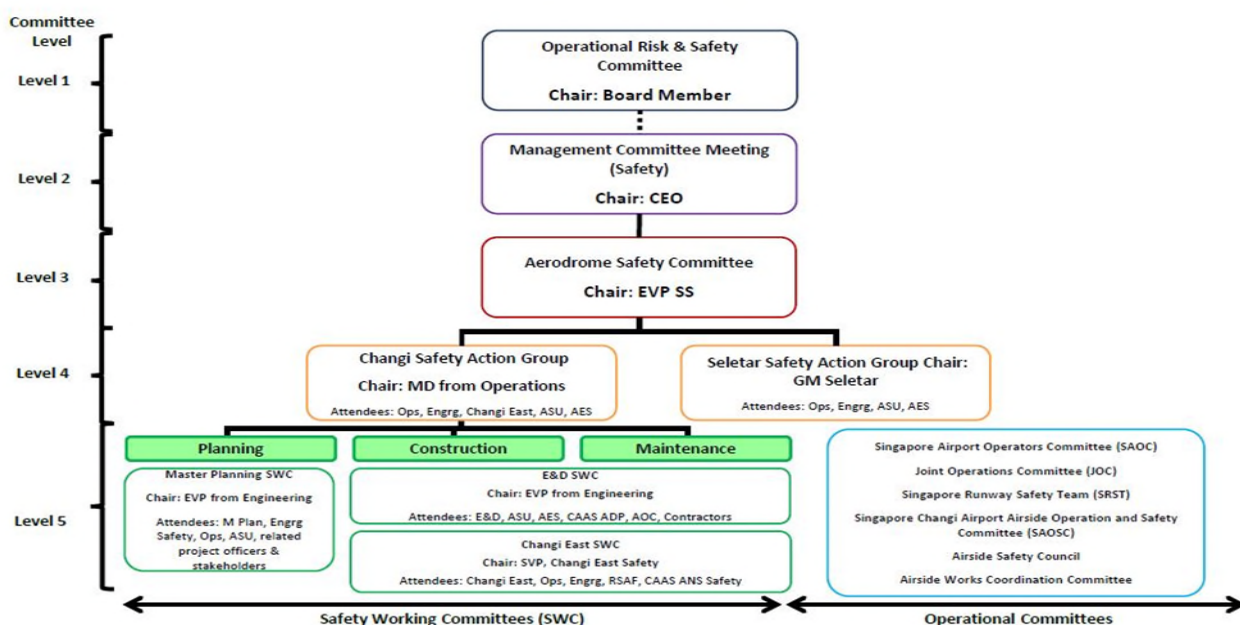 Committee
Level
Level 1
Operational Risk & Safety
Committee
Chair: Board Member
Level 2
Management Committee Meeting
(Safety)
Chair: CEO
Level 3
Aerodrome Safety Committee
Chair: EVP SS
Level 4
Changi Safety Action Group
Chair: MD from Operations
Attendees: Ops, Engrg, Changi East, ASU, AES
Seletar Safety Action Group Chair:
GM Seletar
Attendees: Ops, Engrg, ASU, AES
Level 5
Planning
Construction
Maintenance
Master Planning SWC
Chair: EVP from Engineering
Attendees: M Plan, Engrg
Safety, Ops, ASU, related
project officers &
stakeholders
E&D SWC
Chair: EVP from Engineering
Attendees: E&D, ASU, AES, CAAS ADP, AOC, Contractors
Changi East SWC
Chair: SVP, Changi East Safety
Attendees: Changi East, Ops, Engrg, RSAF, CAAS ANS Safety
Singapore Airport Operators Committee (SAOC)
Joint Operations Committee (JOC)
Singapore Runway Safety Team (SRST)
Singapore Changi Airport Airside Operation and Safety
Committee (SAOSC)
Airside Safety Council
Airside Works Coordination Committee
Safety Working Committees (SWC)
Operational Committees